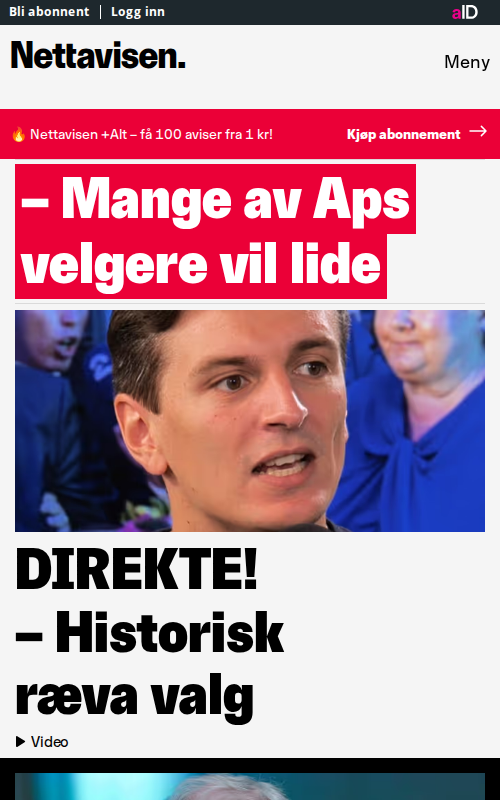 Bli abonnent | Logg inn
aID
Nettavisen.
Meny
🔥 Nettavisen +Alt – få 100 aviser fra 1 kr!
Kjøp abonnement →
– Mange av Aps
velgere vil lide
DIREKTE!
– Historisk
ræva valg
Video